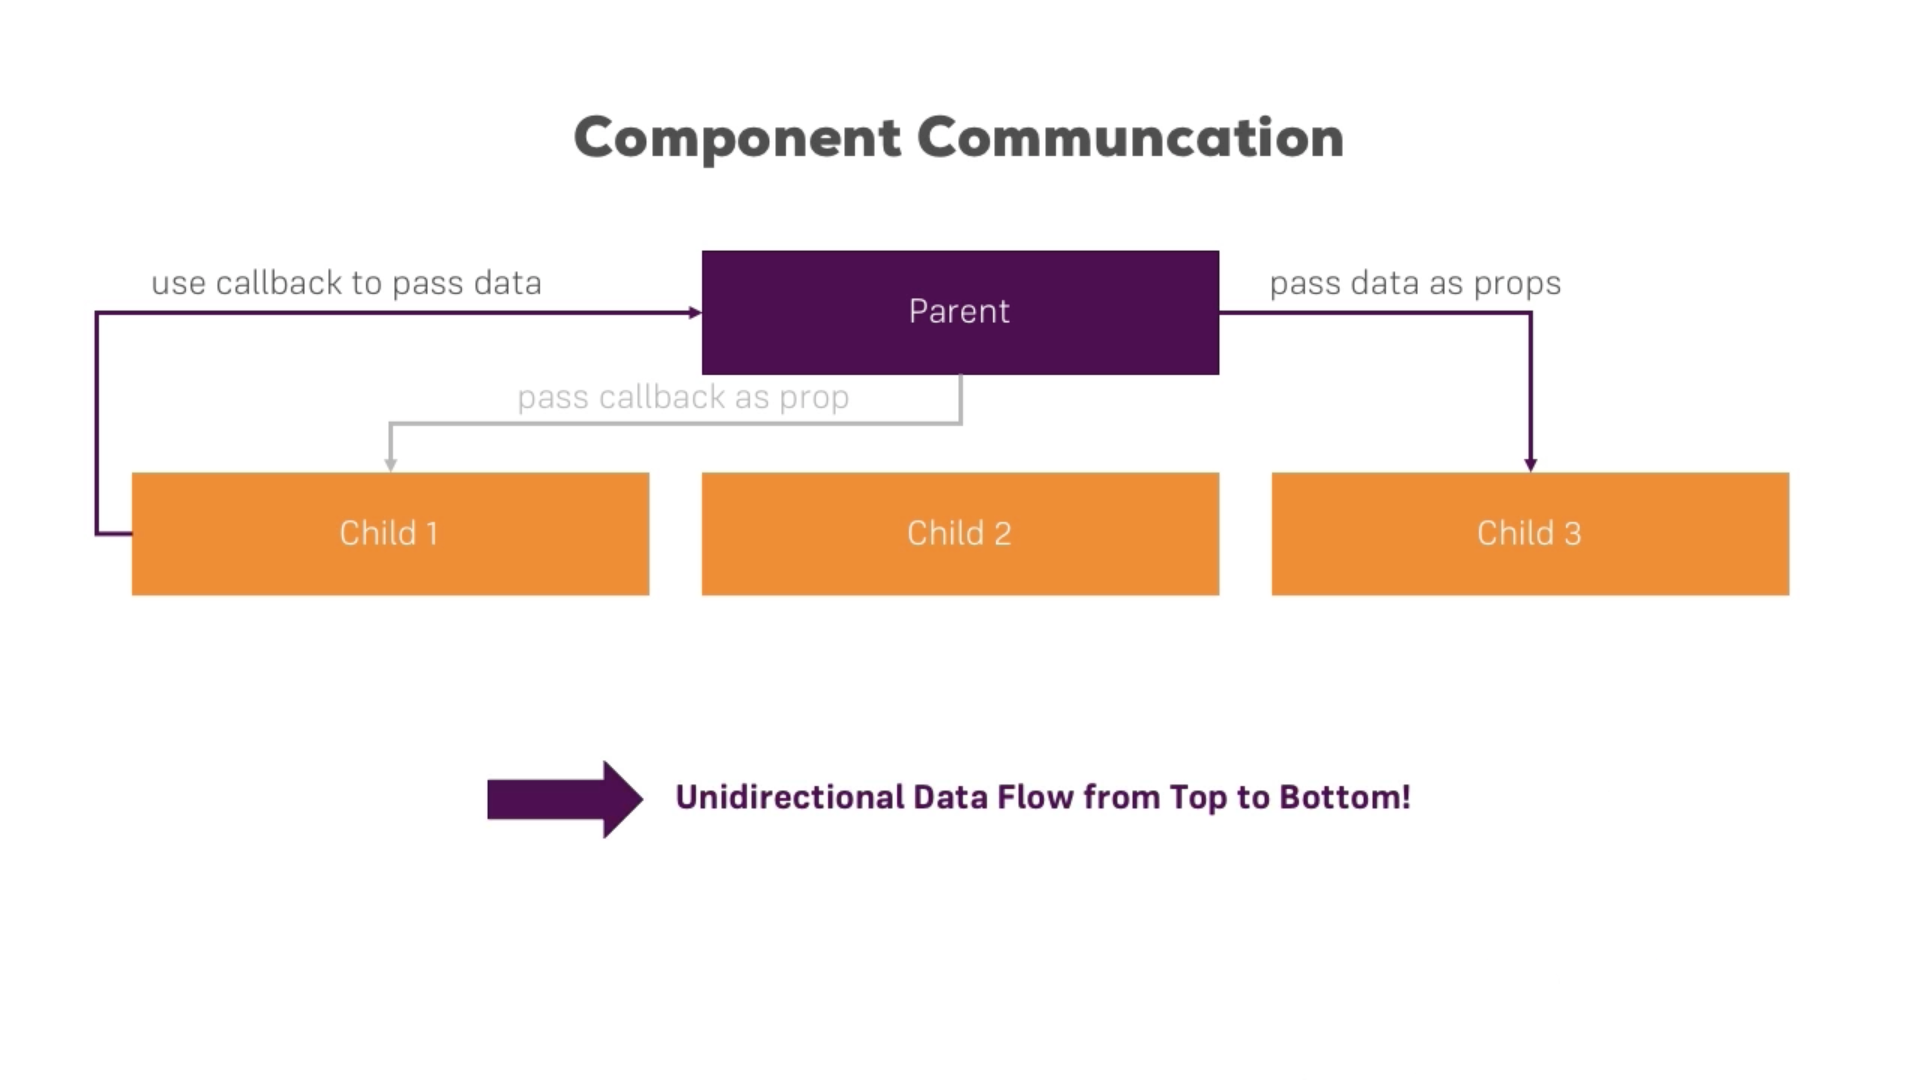 Component Communcation
use callback to pass data
Parent
pass data as props
pass callback as prop
Child 1
Child 2
Child 3
Unidirectional Data Flow from Top to Bottom!